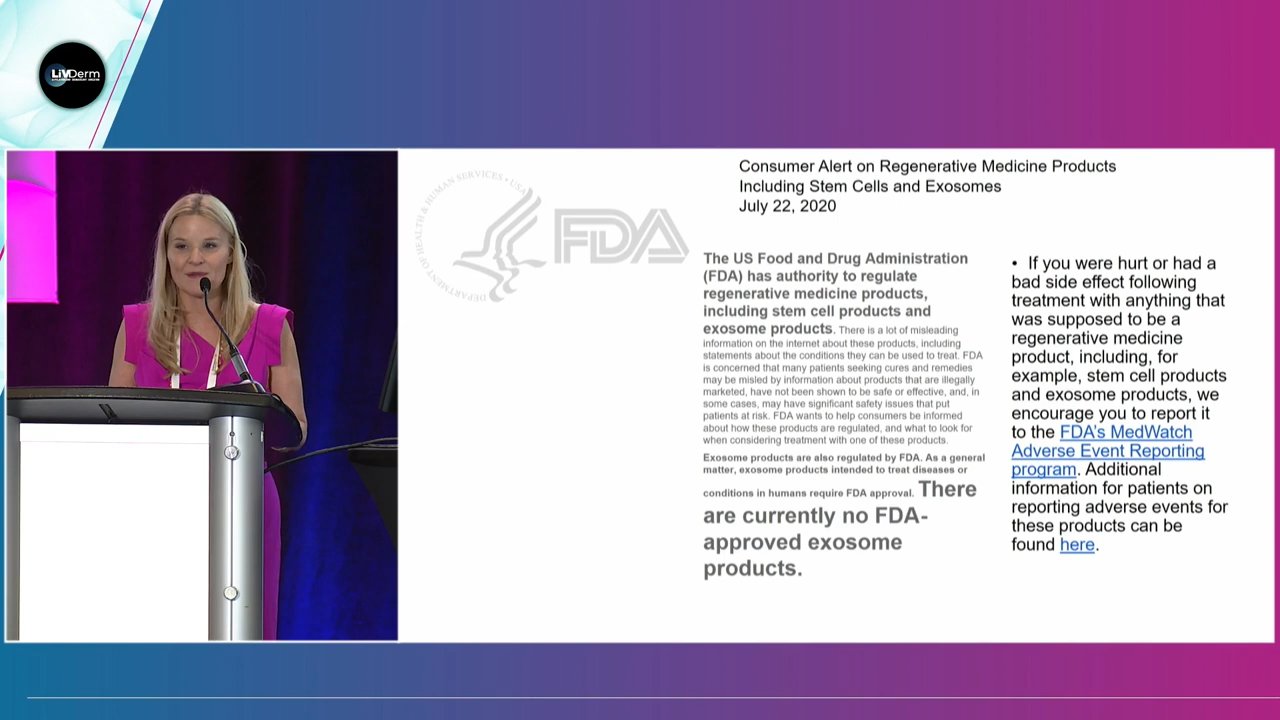 LiVDerm
DEPARTMENT OF HEALTH & HUMAN SERVICES • USA
FDA
Consumer Alert on Regenerative Medicine Products
Including Stem Cells and Exosomes
July 22, 2020
The US Food and Drug Administration
(FDA) has authority to regulate
regenerative medicine products,
including stem cell products and
exosome products. There is a lot of misleading
information on the internet about these products, including
statements about the conditions they can be used to treat. FDA
is concerned that many patients seeking cures and remedies
may be misled by information about products that are illegally
marketed, have not been shown to be safe or effective, and, in
some cases, may have significant safety issues that put
patients at risk. FDA wants to help consumers be informed
about how these products are regulated, and what to look for
when considering treatment with one of these products.
Exosome products are also regulated by FDA. As a general
matter, exosome products intended to treat diseases or
conditions in humans require FDA approval. There
are currently no FDA-
approved exosome
products.
• If you were hurt or had a
bad side effect following
treatment with anything that
was supposed to be a
regenerative medicine
product, including, for
example, stem cell products
and exosome products, we
encourage you to report it
to the FDA's MedWatch
Adverse Event Reporting
program. Additional
information for patients on
reporting adverse events for
these products can be
found here.